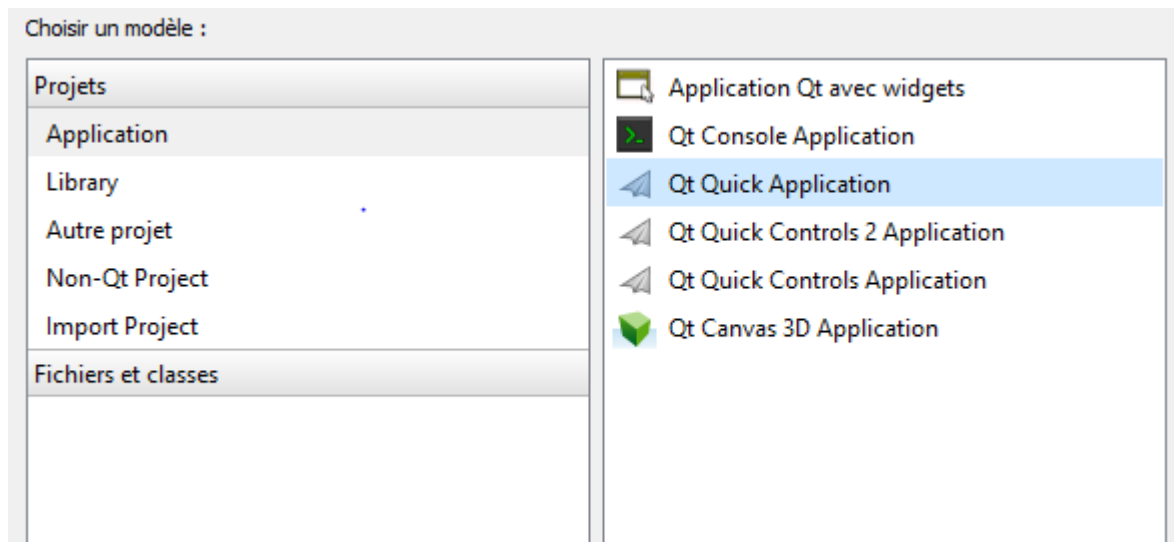 Choisir un modèle :
Projets
Application
Library
Autre projet
Non-Qt Project
Import Project
Fichiers et classes
Application Qt avec widgets
Qt Console Application
Qt Quick Application
Qt Quick Controls 2 Application
Qt Quick Controls Application
Qt Canvas 3D Application